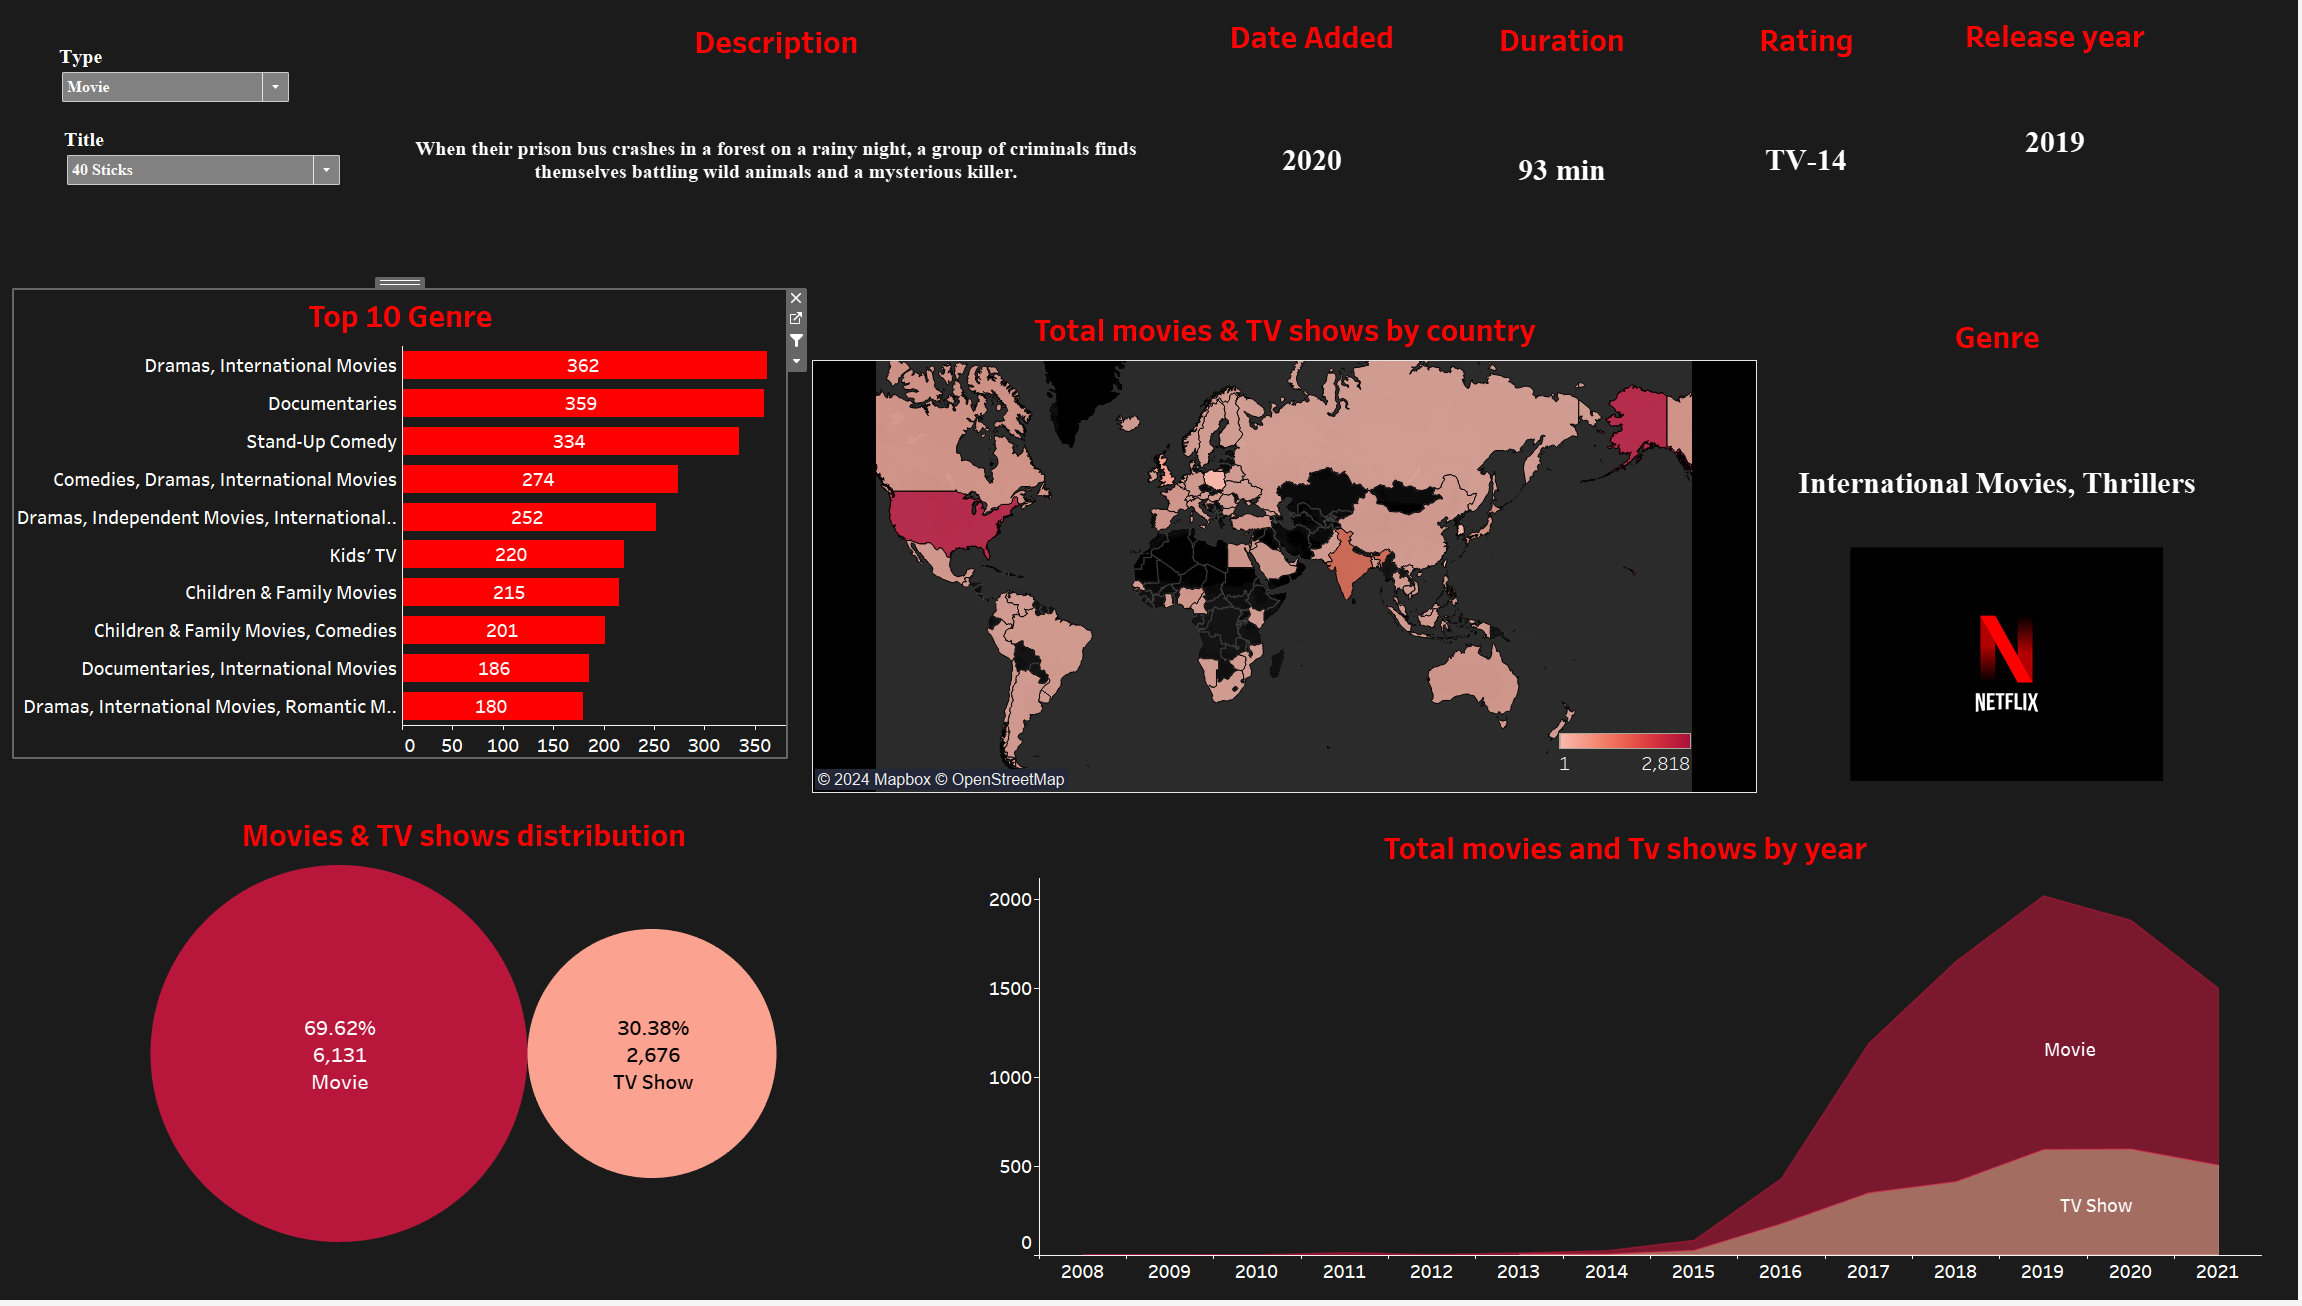 Type
Movie
Title
40 Sticks
Description
When their prison bus crashes in a forest on a rainy night, a group of criminals finds
themselves battling wild animals and a mysterious killer.
Date Added
2020
Duration
93 min
Rating
TV-14
Release year
2019
Top 10 Genre
Dramas, International Movies 362
Documentaries 359
Stand-Up Comedy 334
Comedies, Dramas, International Movies 274
Dramas, Independent Movies, International.. 252
Kids’ TV 220
Children & Family Movies 215
Children & Family Movies, Comedies 201
Documentaries, International Movies 186
Dramas, International Movies, Romantic M.. 180
0 50 100 150 200 250 300 350
Total movies & TV shows by country
1 2,818
© 2024 Mapbox © OpenStreetMap
Genre
International Movies, Thrillers
N
NETFLIX
Movies & TV shows distribution
69.62%
6,131
Movie
30.38%
2,676
TV Show
Total movies and Tv shows by year
2000
1500
1000
500
0
Movie
TV Show
2008 2009 2010 2011 2012 2013 2014 2015 2016 2017 2018 2019 2020 2021